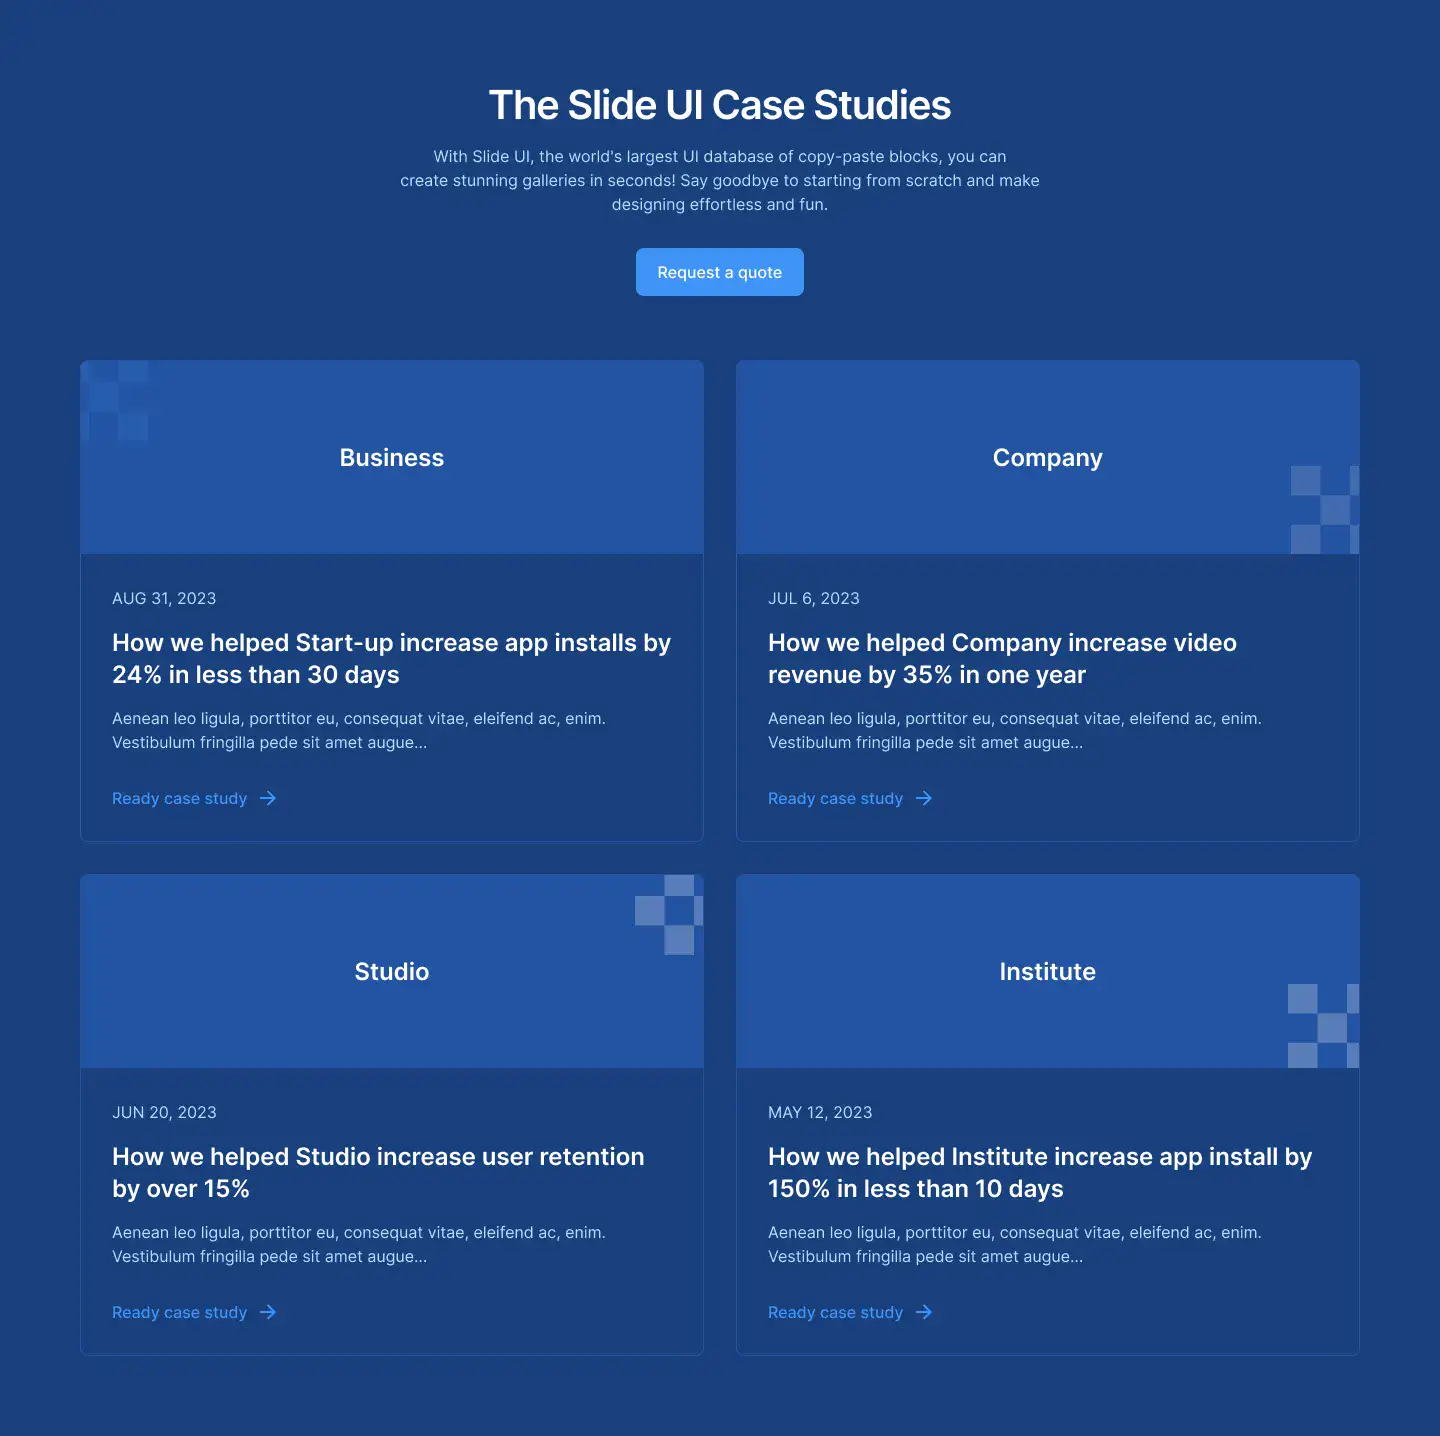 The Slide UI Case Studies
With Slide UI, the world's largest UI database of copy-paste blocks, you can
create stunning galleries in seconds! Say goodbye to starting from scratch and make
designing effortless and fun.
Request a quote
Business
AUG 31, 2023
How we helped Start-up increase app installs by
24% in less than 30 days
Aenean leo ligula, porttitor eu, consequat vitae, eleifend ac, enim.
Vestibulum fringilla pede sit amet augue...
Ready case study
Company
JUL 6, 2023
How we helped Company increase video
revenue by 35% in one year
Aenean leo ligula, porttitor eu, consequat vitae, eleifend ac, enim.
Vestibulum fringilla pede sit amet augue...
Ready case study
Studio
JUN 20, 2023
How we helped Studio increase user retention
by over 15%
Aenean leo ligula, porttitor eu, consequat vitae, eleifend ac, enim.
Vestibulum fringilla pede sit amet augue...
Ready case study
Institute
MAY 12, 2023
How we helped Institute increase app install by
150% in less than 10 days
Aenean leo ligula, porttitor eu, consequat vitae, eleifend ac, enim.
Vestibulum fringilla pede sit amet augue...
Ready case study